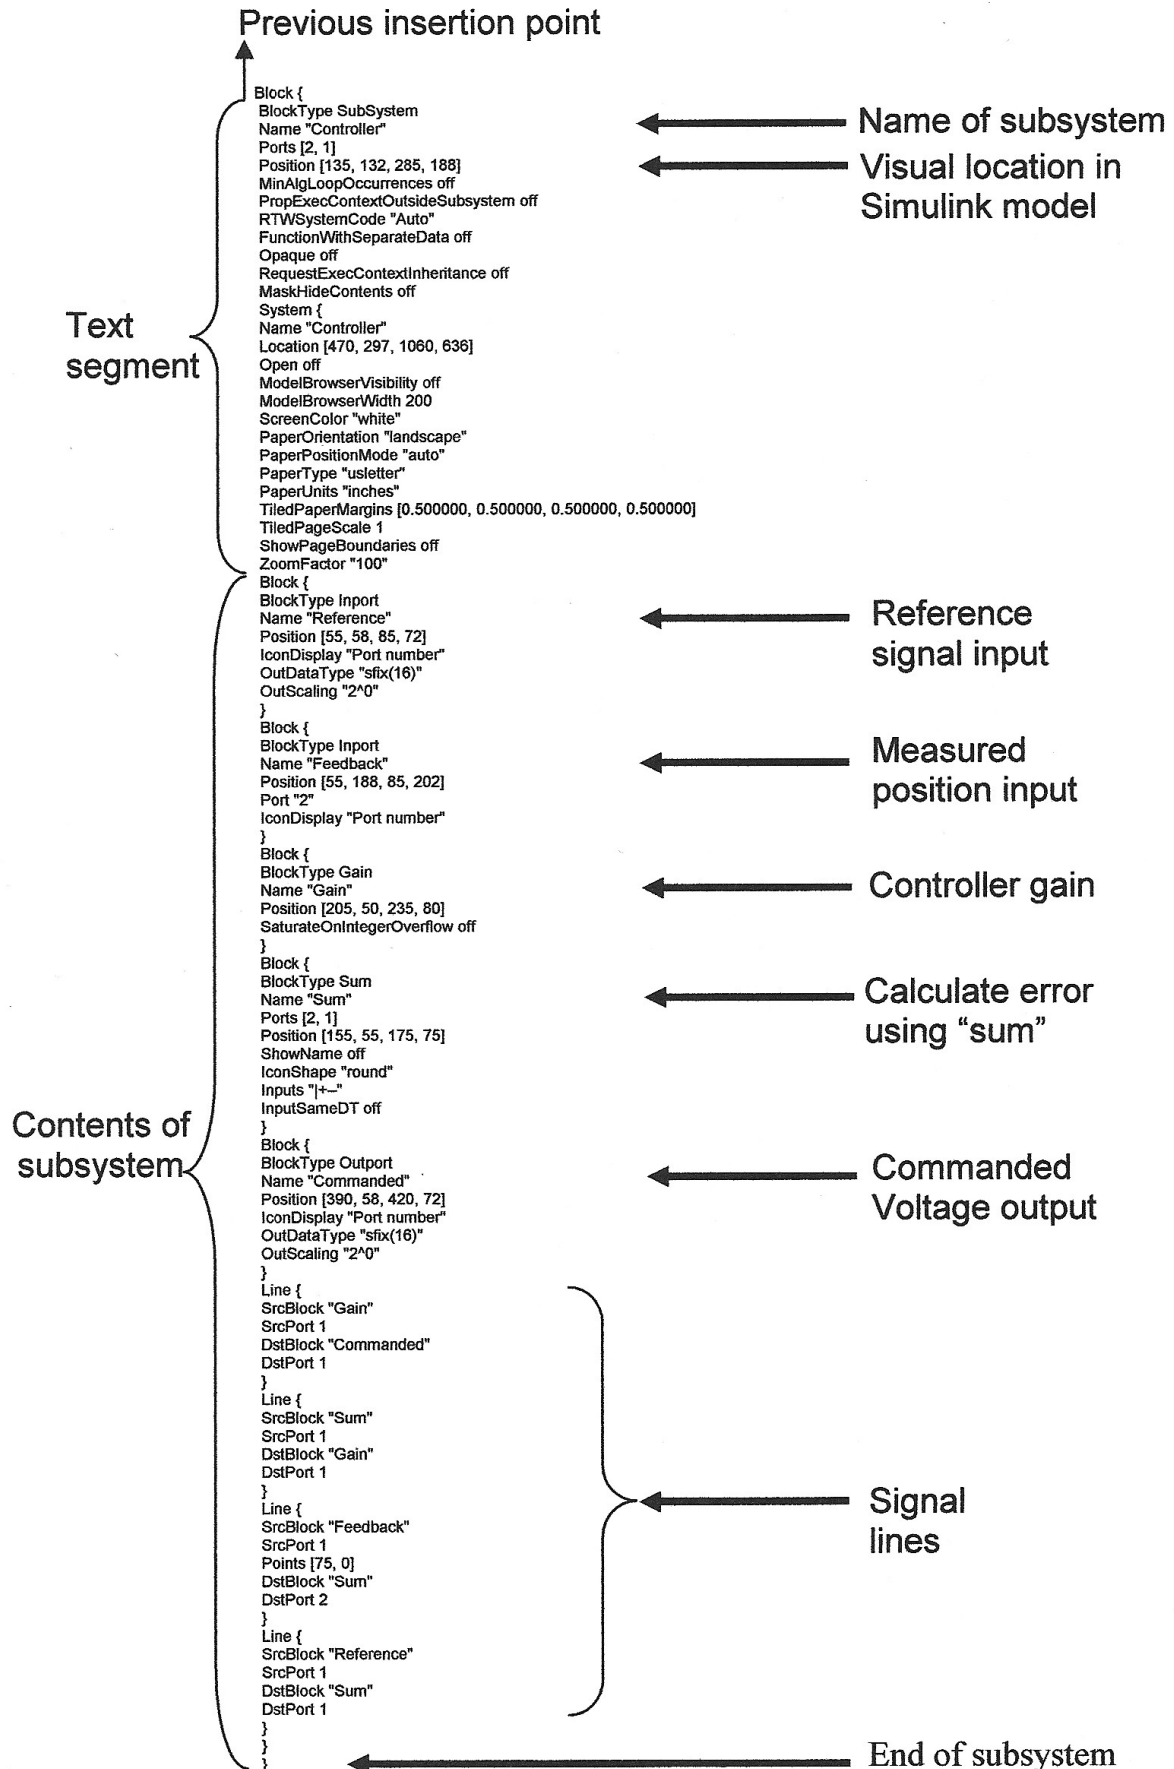 Previous insertion point
Block {
BlockType SubSystem
Name "Controller"
Ports [2, 1]
Position [135, 132, 285, 188]
MinAlgLoopOccurrences off
PropExecContextOutsideSubsystem off
RTWSystemCode "Auto"
FunctionWithSeparateData off
Opaque off
RequestExecContextInheritance off
MaskHideContents off
System {
Name "Controller"
Location [470, 297, 1060, 636]
Open off
ModelBrowserVisibility off
ModelBrowserWidth 200
ScreenColor "white"
PaperOrientation "landscape"
PaperPositionMode "auto"
PaperType "usletter"
PaperUnits "inches"
TiledPaperMargins [0.500000, 0.500000, 0.500000, 0.500000]
TiledPageScale 1
ShowPageBoundaries off
ZoomFactor "100"
Block {
BlockType Inport
Name "Reference"
Position [55, 58, 85, 72]
IconDisplay "Port number"
OutDataType "sfix(16)"
OutScaling "2^0"
}
Block {
BlockType Inport
Name "Feedback"
Position [55, 188, 85, 202]
Port "2"
IconDisplay "Port number"
}
Block {
BlockType Gain
Name "Gain"
Position [205, 50, 235, 80]
SaturateOnIntegerOverflow off
}
Block {
BlockType Sum
Name "Sum"
Ports [2, 1]
Position [155, 55, 175, 75]
ShowName off
IconShape "round"
Inputs "|+–"
InputSameDT off
}
Block {
BlockType Outport
Name "Commanded"
Position [390, 58, 420, 72]
IconDisplay "Port number"
OutDataType "sfix(16)"
OutScaling "2^0"
}
Line {
SrcBlock "Gain"
SrcPort 1
DstBlock "Commanded"
DstPort 1
}
Line {
SrcBlock "Sum"
SrcPort 1
DstBlock "Gain"
DstPort 1
}
Line {
SrcBlock "Feedback"
SrcPort 1
Points [75, 0]
DstBlock "Sum"
DstPort 2
}
Line {
SrcBlock "Reference"
SrcPort 1
DstBlock "Sum"
DstPort 1
}
}
}
Text
segment
Contents of
subsystem
Name of subsystem
Visual location in
Simulink model
Reference
signal input
Measured
position input
Controller gain
Calculate error
using “sum”
Commanded
Voltage output
Signal
lines
End of subsystem